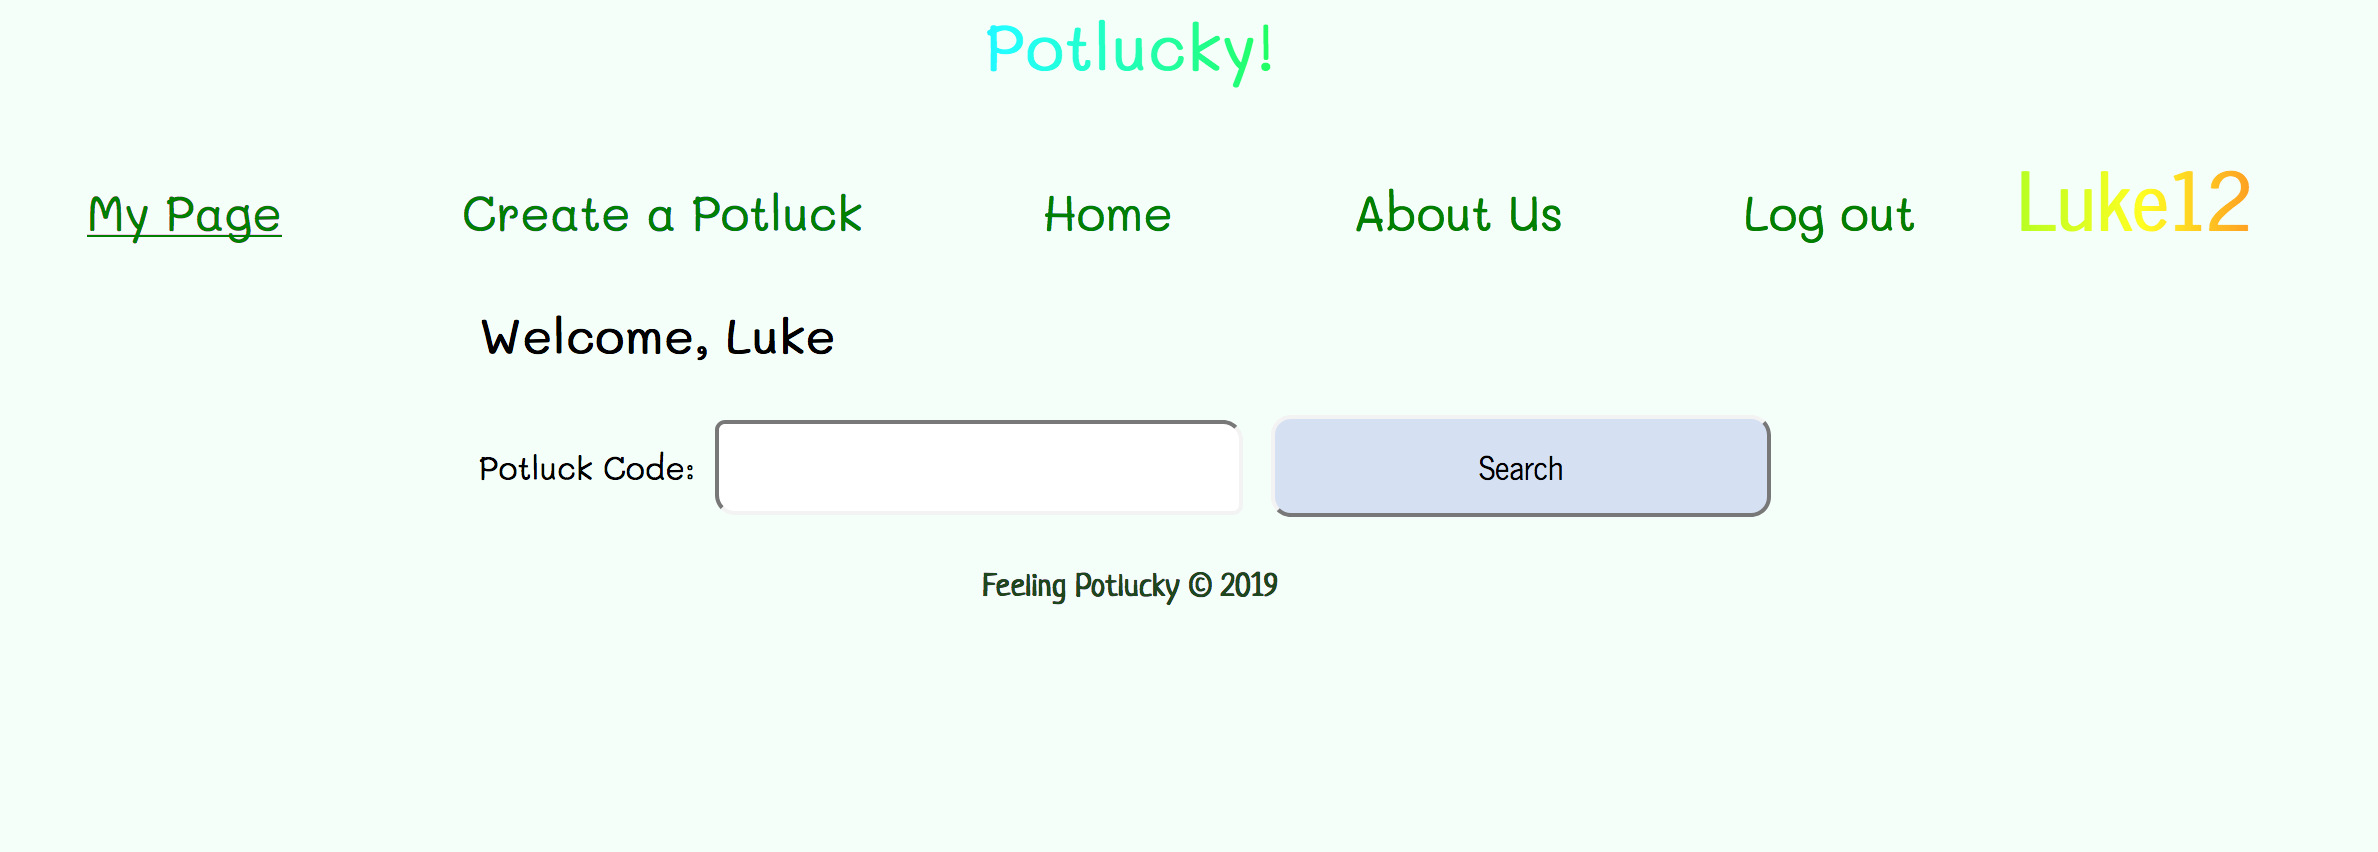 Potlucky!
My Page Create a Potluck Home About Us Log out Luke12
Welcome, Luke
Potluck Code: Search
Feeling Potlucky © 2019